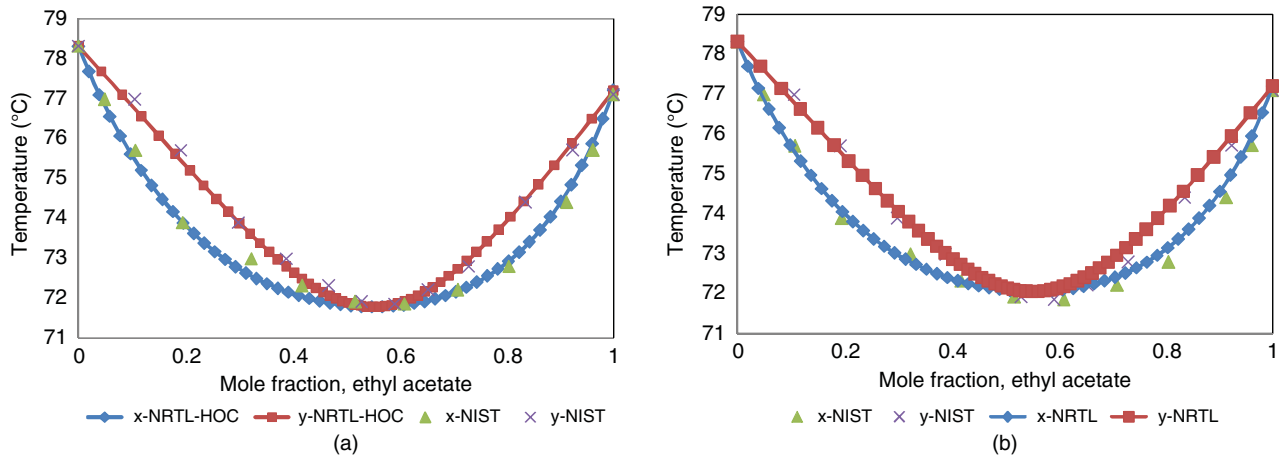 79
78
77
76
75
74
73
72
71
Temperature (°C)
0
0.2
0.4
0.6
0.8
1
Mole fraction, ethyl acetate
x-NRTL-HOC
y-NRTL-HOC
x-NIST
y-NIST
(a)
79
78
77
76
75
74
73
72
71
Temperature (°C)
0
0.2
0.4
0.6
0.8
1
Mole fraction, ethyl acetate
x-NIST
y-NIST
x-NRTL
y-NRTL
(b)